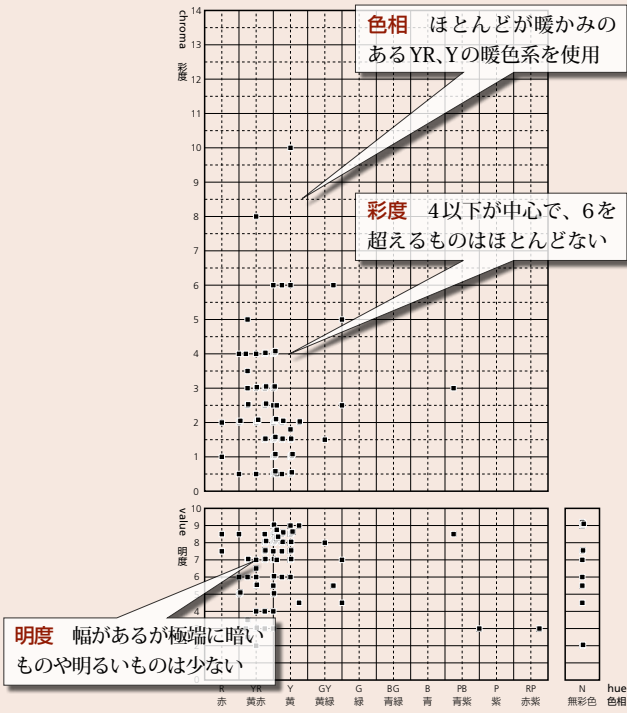 chroma 彩度
14
13
12
11
10
9
8
7
6
5
4
3
2
1
0
色相 ほとんどが暖かみの
あるYR、Yの暖色系を使用
彩度 4以下が中心で、6を
超えるものはほとんどない
value 明度
10
9
8
7
6
5
4
明度 幅があるが極端に暗い
ものや明るいものは少ない
R YR Y GY G BG B PB P RP N hue
赤 黄赤 黄 黄緑 緑 青緑 青 青紫 紫 赤紫 無彩色 色相